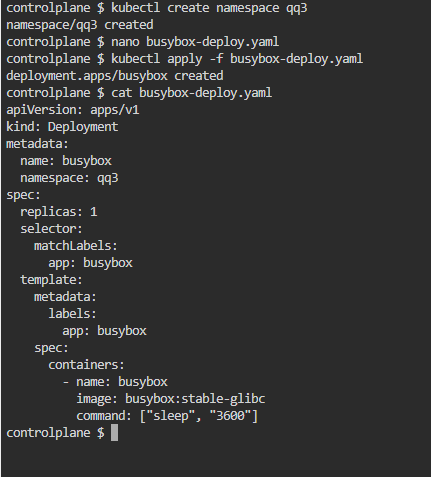 controlplane $ kubectl create namespace qq3
namespace/qq3 created
controlplane $ nano busybox-deploy.yaml
controlplane $ kubectl apply -f busybox-deploy.yaml
deployment.apps/busybox created
controlplane $ cat busybox-deploy.yaml
apiVersion: apps/v1
kind: Deployment
metadata:
  name: busybox
  namespace: qq3
spec:
  replicas: 1
  selector:
    matchLabels:
      app: busybox
  template:
    metadata:
      labels:
        app: busybox
    spec:
      containers:
        - name: busybox
          image: busybox:stable-glibc
          command: ["sleep", "3600"]
controlplane $